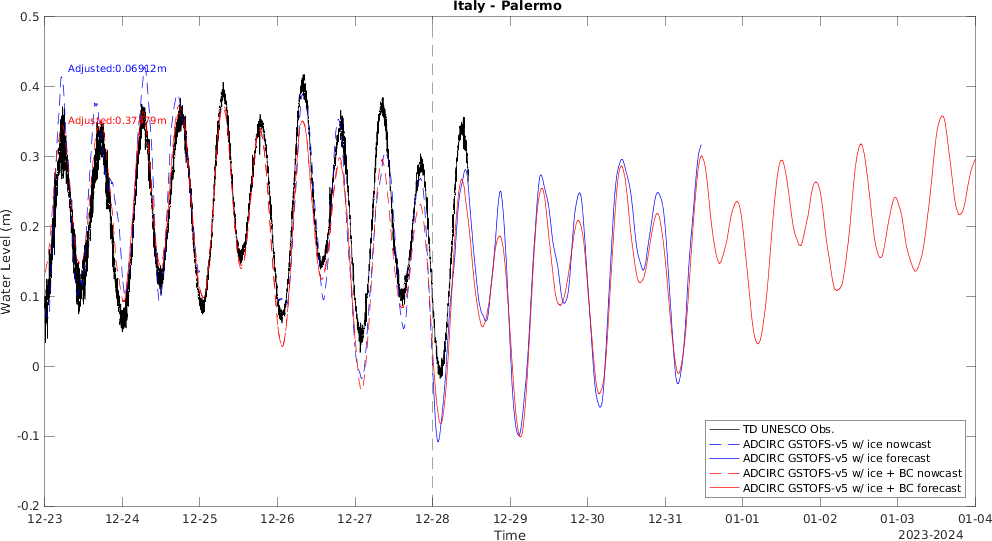 Italy - Palermo
0.5
0.4
0.3
0.2
0.1
0
-0.1
-0.2
Water Level (m)
Adjusted:0.06912m
TD UNESCO Obs.
ADCIRC GSTOFS-v5 w/ ice nowcast
ADCIRC GSTOFS-v5 w/ ice forecast
ADCIRC GSTOFS-v5 w/ ice + BC nowcast
ADCIRC GSTOFS-v5 w/ ice + BC forecast
12-23 12-24 12-25 12-26 12-27 12-28 12-29 12-30 12-31 01-01 01-02 01-03 01-04
Time
2023-2024